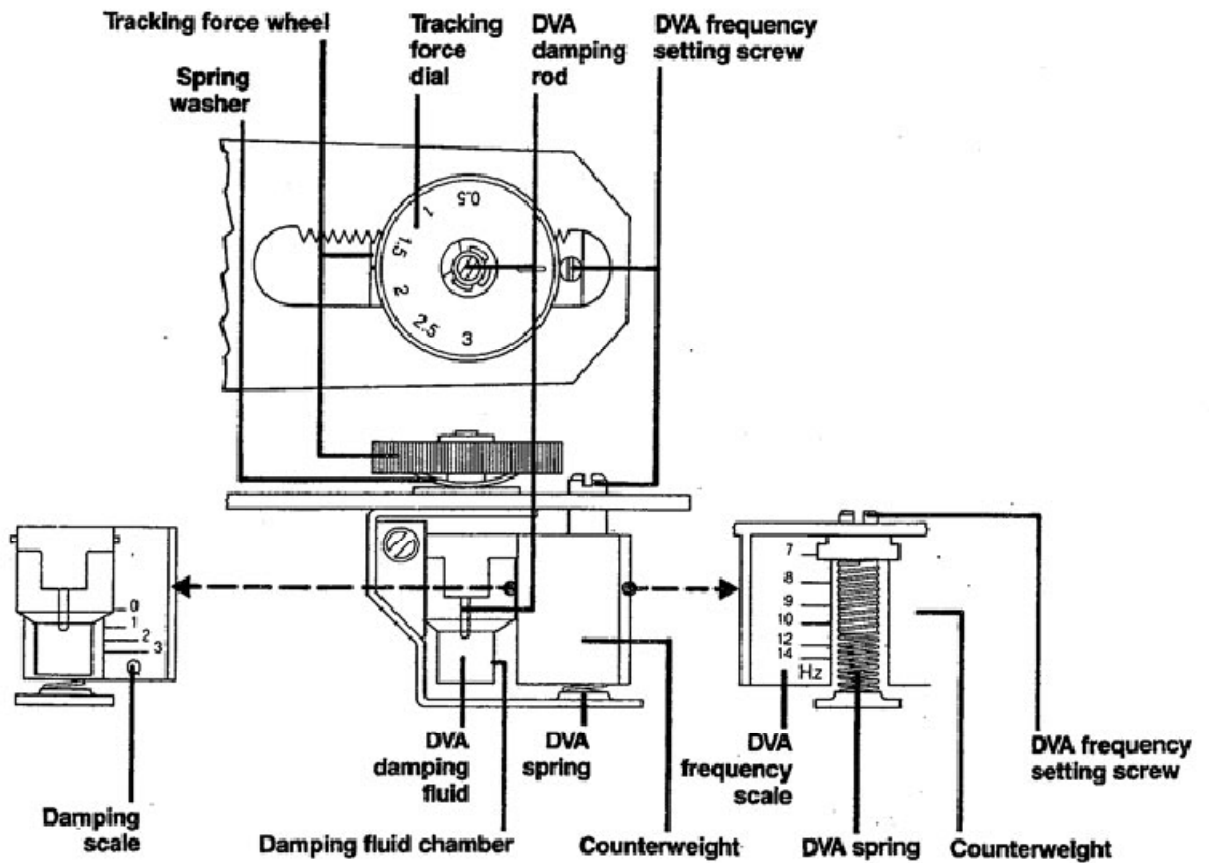 Tracking force wheel
Tracking
force
dial
DVA
damping
rod
DVA frequency
setting screw
Spring
washer
0.5
1
1.5
2
2.5
3
0
1
2
3
7
8
9
10
12
14
Hz
DVA
damping
fluid
DVA
spring
DVA
frequency
scale
DVA frequency
setting screw
Damping
scale
Damping fluid chamber
Counterweight
DVA spring
Counterweight